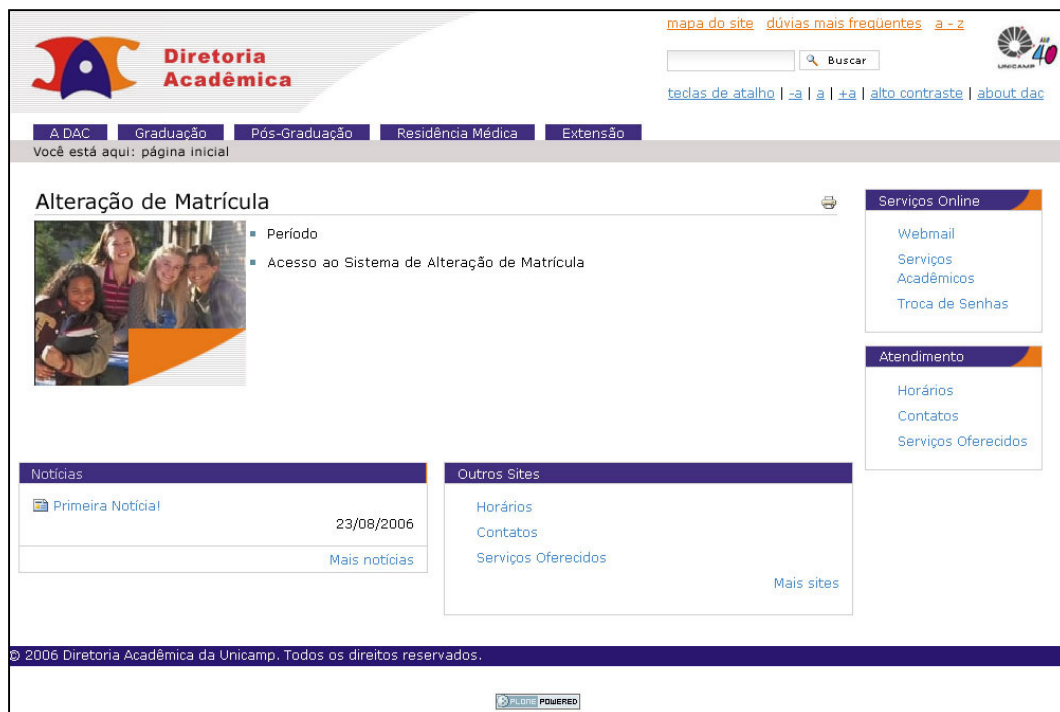 mapa do site dúvias mais freqüentes a - z
Diretoria
Acadêmica
Buscar
UNICAMP 40
teclas de atalho | -a | a | +a | alto contraste | about dac
A DAC Graduação Pós-Graduação Residência Médica Extensão
Você está aqui: página inicial
Alteração de Matrícula
Período
Acesso ao Sistema de Alteração de Matrícula
Serviços Online
Webmail
Serviços
Acadêmicos
Troca de Senhas
Atendimento
Horários
Contatos
Serviços Oferecidos
Notícias
Primeira Notícia!
23/08/2006
Mais notícias
Outros Sites
Horários
Contatos
Serviços Oferecidos
Mais sites
© 2006 Diretoria Acadêmica da Unicamp. Todos os direitos reservados.
PLONE POWERED